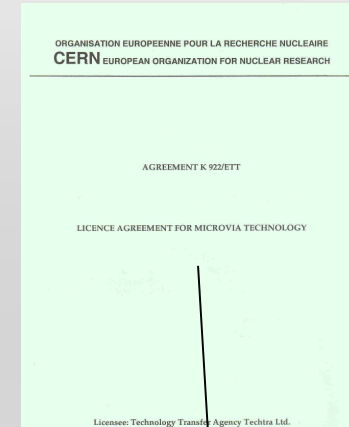 ORGANISATION EUROPEENNE POUR LA RECHERCHE NUCLEAIRE
CERN EUROPEAN ORGANIZATION FOR NUCLEAR RESEARCH
AGREEMENT K 922/ETT
LICENCE AGREEMENT FOR MICROVIA TECHNOLOGY
Licensee: Technology Transfer Agency Techtra Ltd.